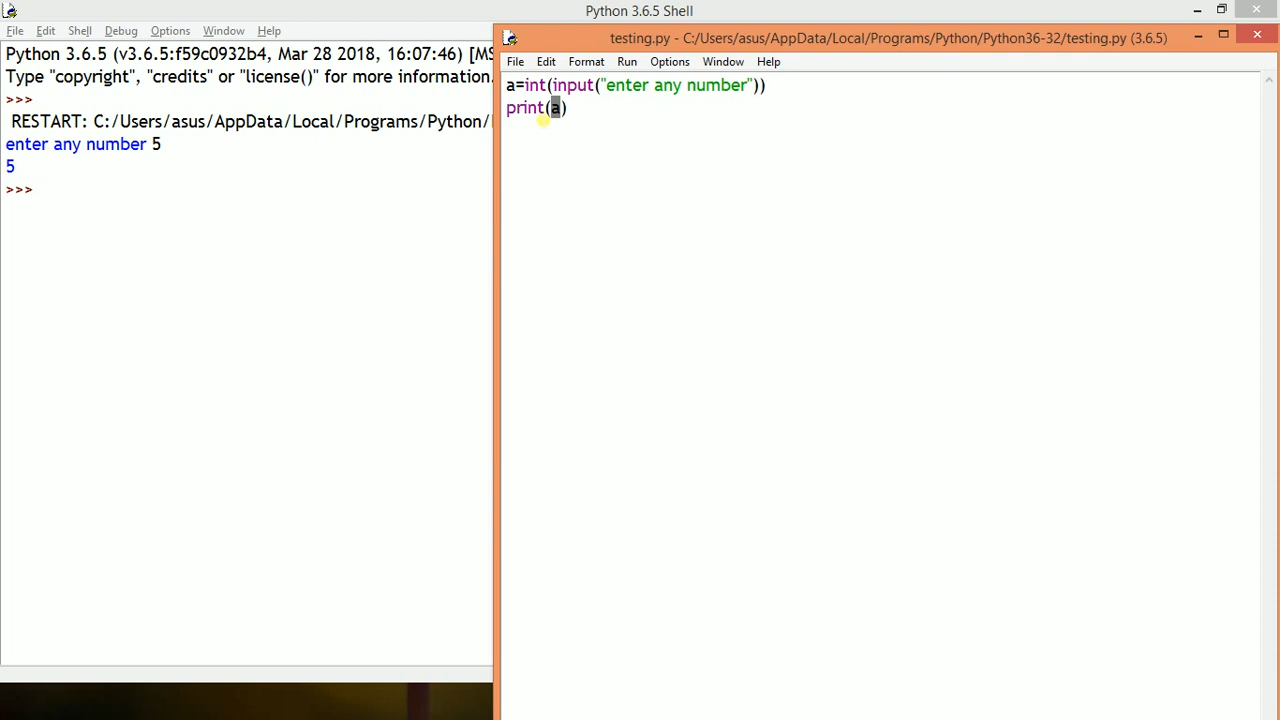 Python 3.6.5 Shell
File Edit Shell Debug Options Window Help
Python 3.6.5 (v3.6.5:f59c0932b4, Mar 28 2018, 16:07:46) [MS
Type "copyright", "credits" or "license()" for more information.
>>>
RESTART: C:/Users/asus/AppData/Local/Programs/Python/
enter any number 5
5
>>>
testing.py - C:/Users/asus/AppData/Local/Programs/Python/Python36-32/testing.py (3.6.5)
File Edit Format Run Options Window Help
a=int(input("enter any number"))
print(a)